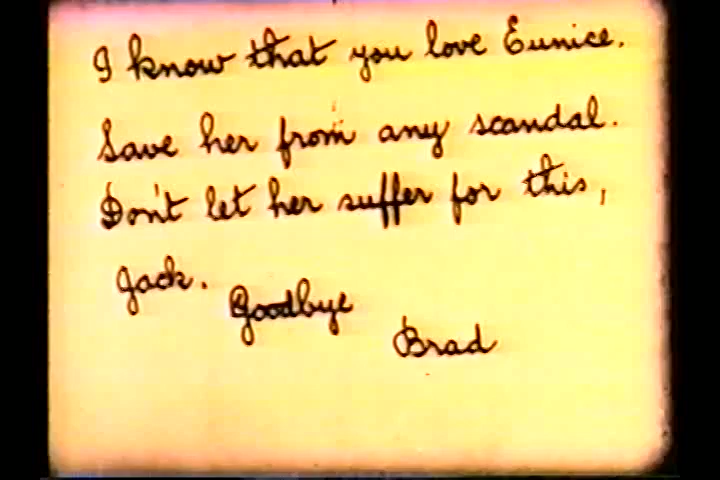 I know that you love Eunice.
Save her from any scandal.
Don't let her suffer for this,
Jack.
Goodbye
Brad